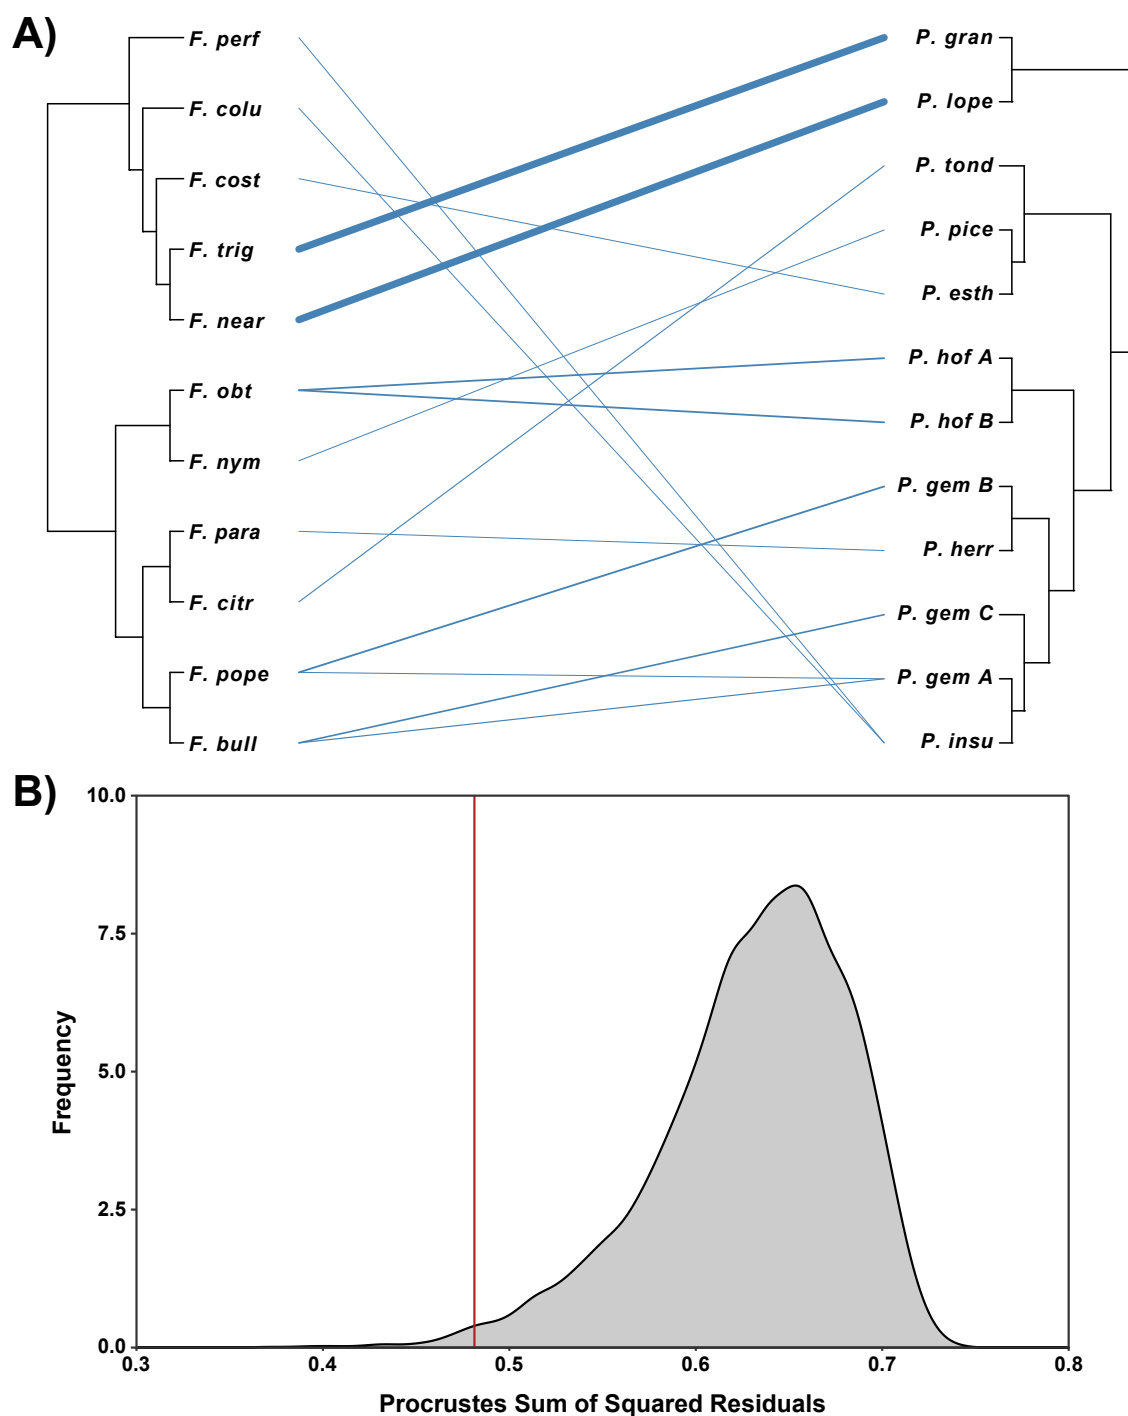 A)
F. perf
F. colu
F. cost
F. trig
F. near
F. obt
F. nym
F. para
F. citr
F. pope
F. bull
P. gran
P. lope
P. tond
P. pice
P. esth
P. hof A
P. hof B
P. gem B
P. herr
P. gem C
P. gem A
P. insu
B)
10.0
7.5
5.0
2.5
0.0
Frequency
0.3 0.4 0.5 0.6 0.7 0.8
Procrustes Sum of Squared Residuals